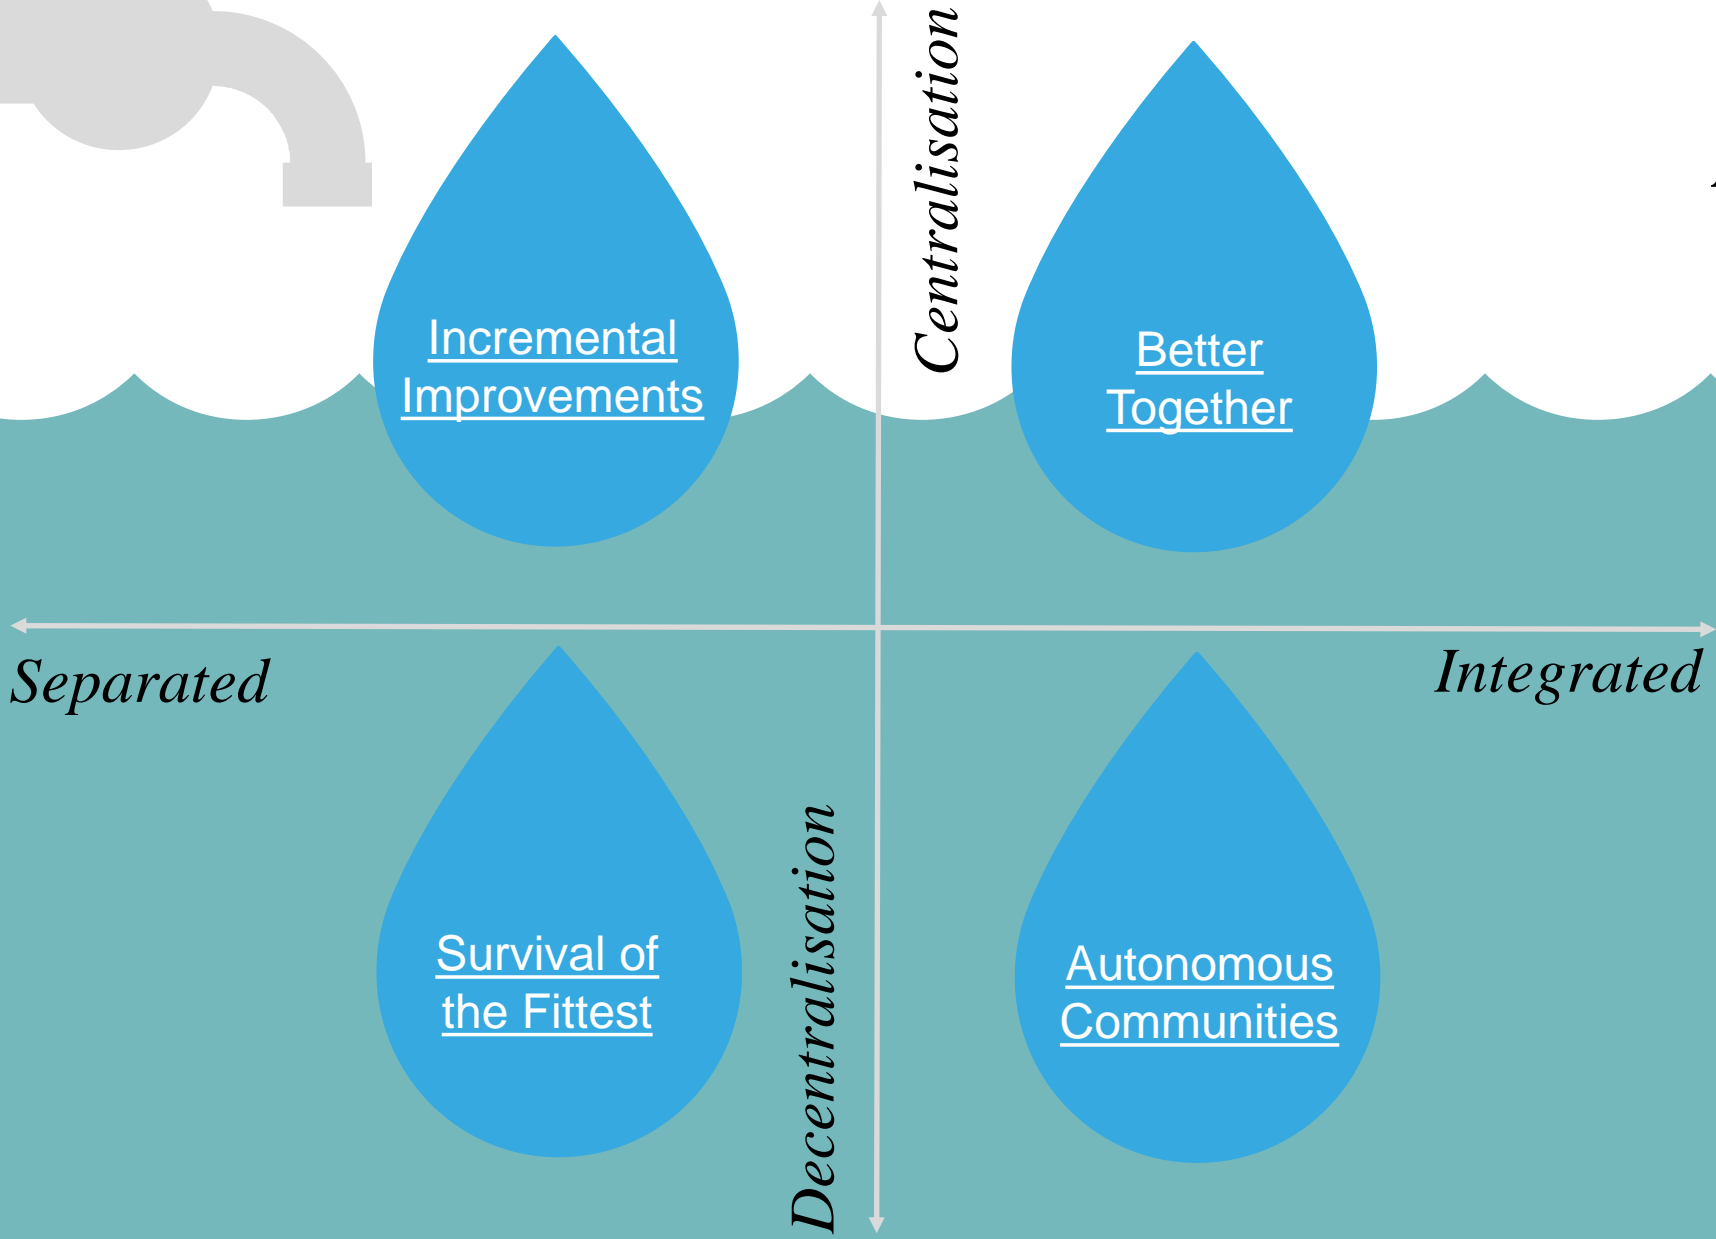 Centralisation
Incremental
Improvements
Better
Together
Separated
Integrated
Decentralisation
Survival of
the Fittest
Autonomous
Communities